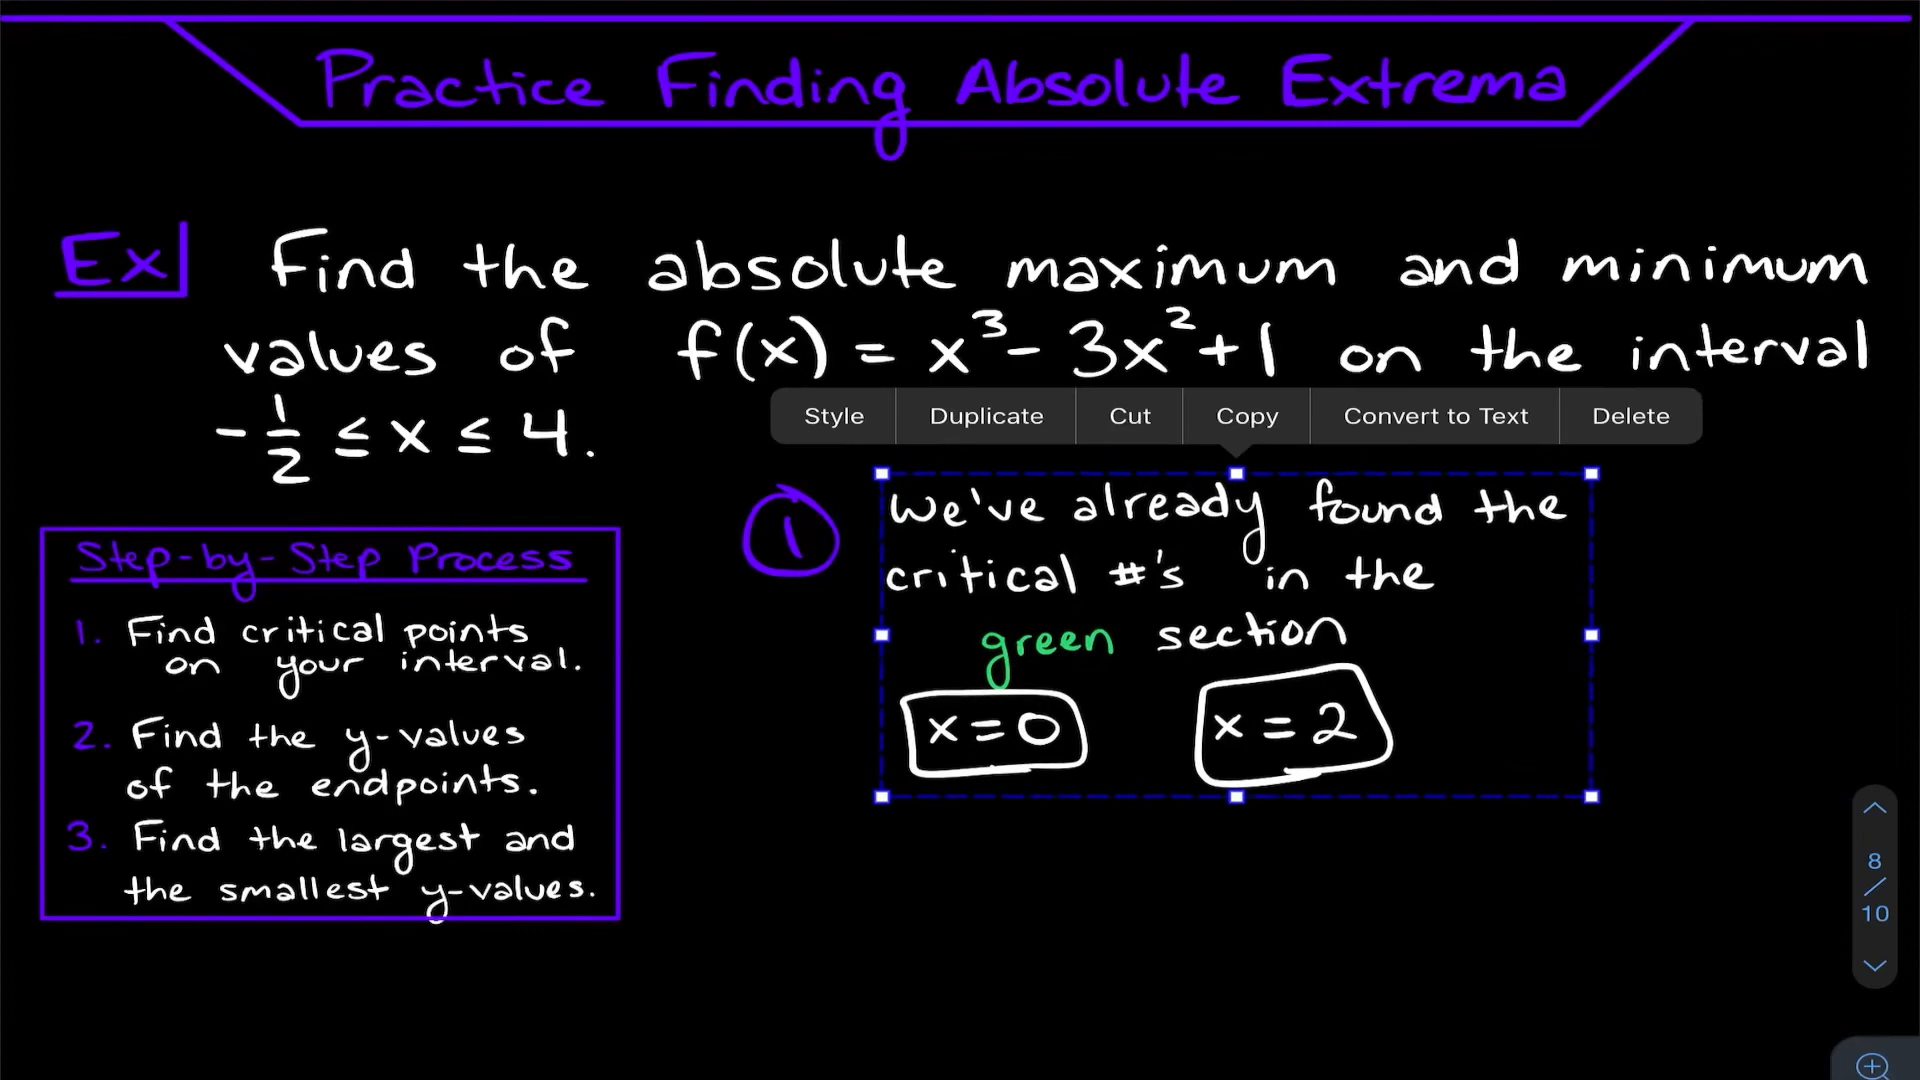 Practice Finding Absolute Extrema
Ex Find the absolute maximum and minimum
values of f(x) = x³ - 3x² + 1 on the interval
-1/2 ≤ x ≤ 4.
Style Duplicate Cut Copy Convert to Text Delete
1 We've already found the
critical #'s in the
green section
x = 0 x = 2
Step-by-Step Process
1. Find critical points
on your interval.
2. Find the y-values
of the endpoints.
3. Find the largest and
the smallest y-values.
8
/
10